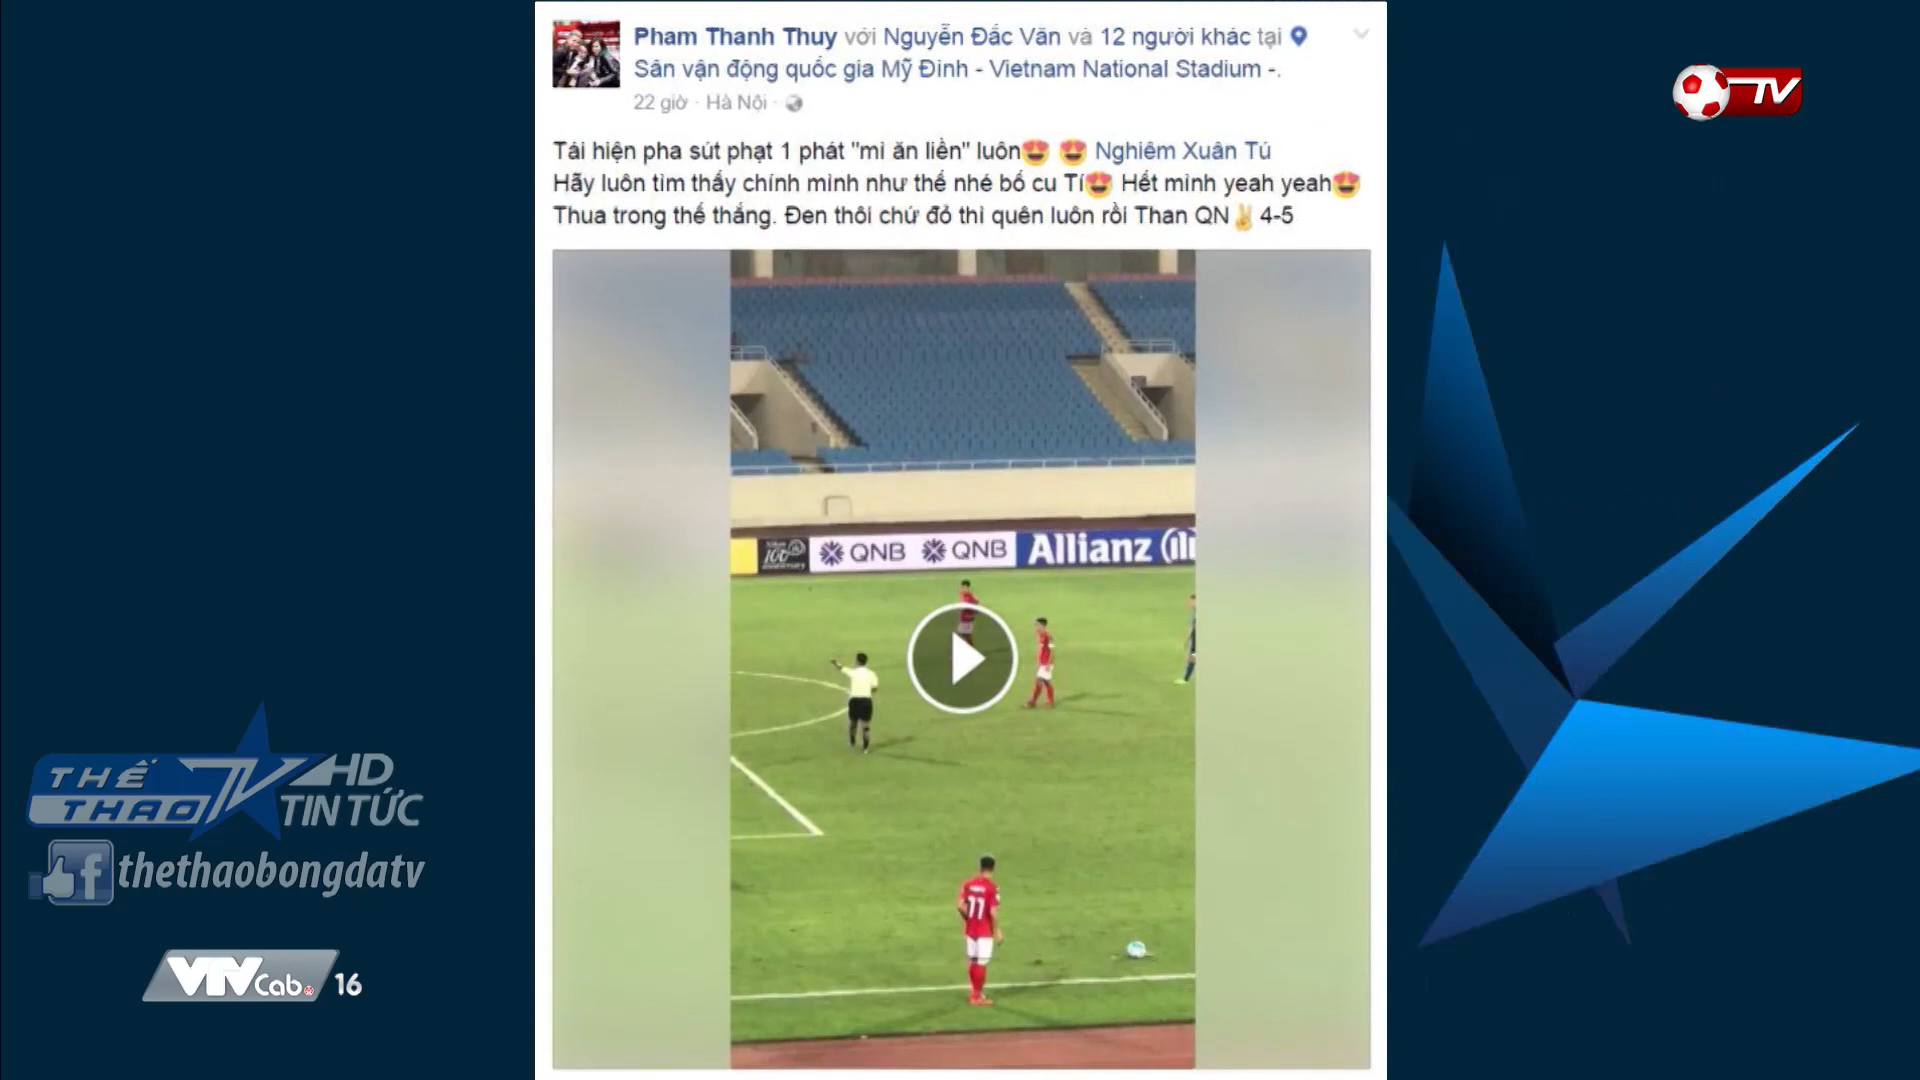 Pham Thanh Thuy với Nguyễn Đắc Văn và 12 người khác tại
Sân vận động quốc gia Mỹ Đình - Vietnam National Stadium -.
22 giờ · Hà Nội ·
Tái hiện pha sút phạt 1 phát "mì ăn liền" luôn😍 😍 Nghiêm Xuân Tú
Hãy luôn tìm thấy chính mình như thế nhé bố cu Tí😍 Hết mình yeah yeah😍
Thua trong thế thắng. Đen thôi chứ đỏ thì quên luôn rồi Than QN✌ 4-5
TV
100
QNB QNB
Allianz
11
THỂ THAO TV HD
TIN TỨC
thethaobongdatv
VTVCab 16